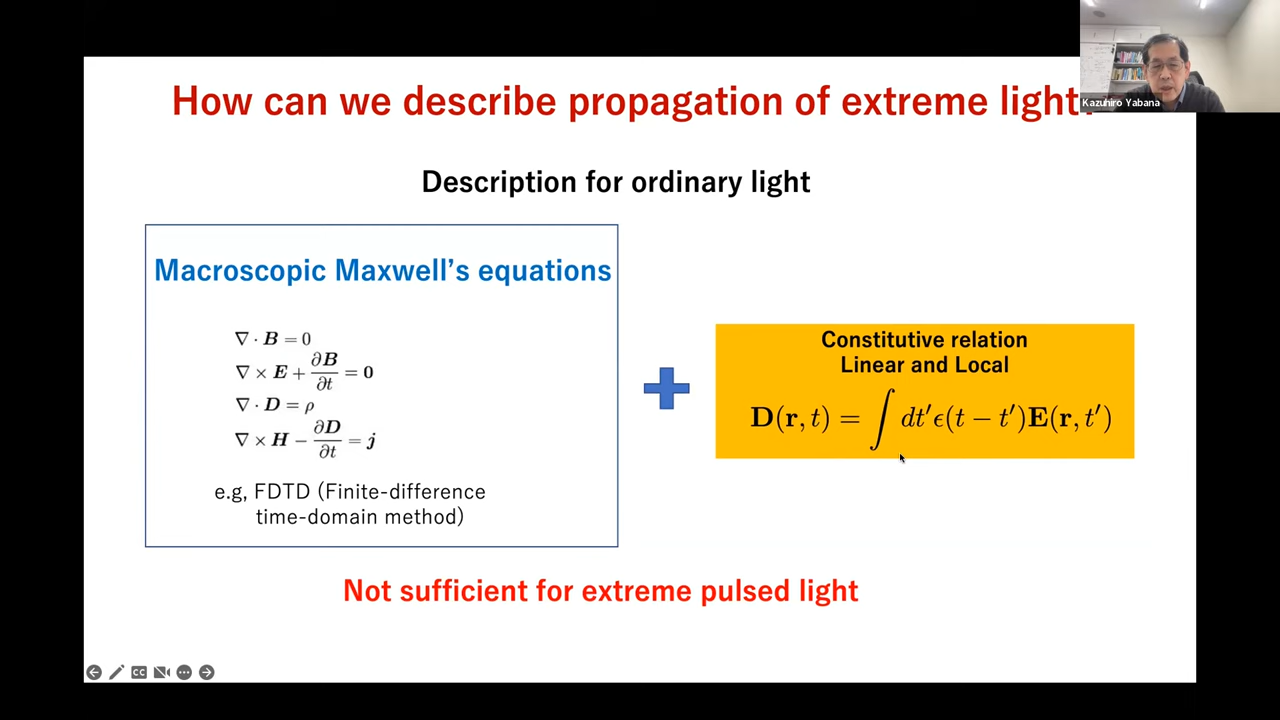 How can we describe propagation of extreme light?
Kazuhiro Yabana
Description for ordinary light
Macroscopic Maxwell's equations
∇ · B = 0
∇ × E + ∂B/∂t = 0
∇ · D = ρ
∇ × H − ∂D/∂t = j
e.g, FDTD (Finite-difference
time-domain method)
Constitutive relation
Linear and Local
D(r, t) = ∫ dt′ϵ(t − t′)E(r, t′)
Not sufficient for extreme pulsed light
CC